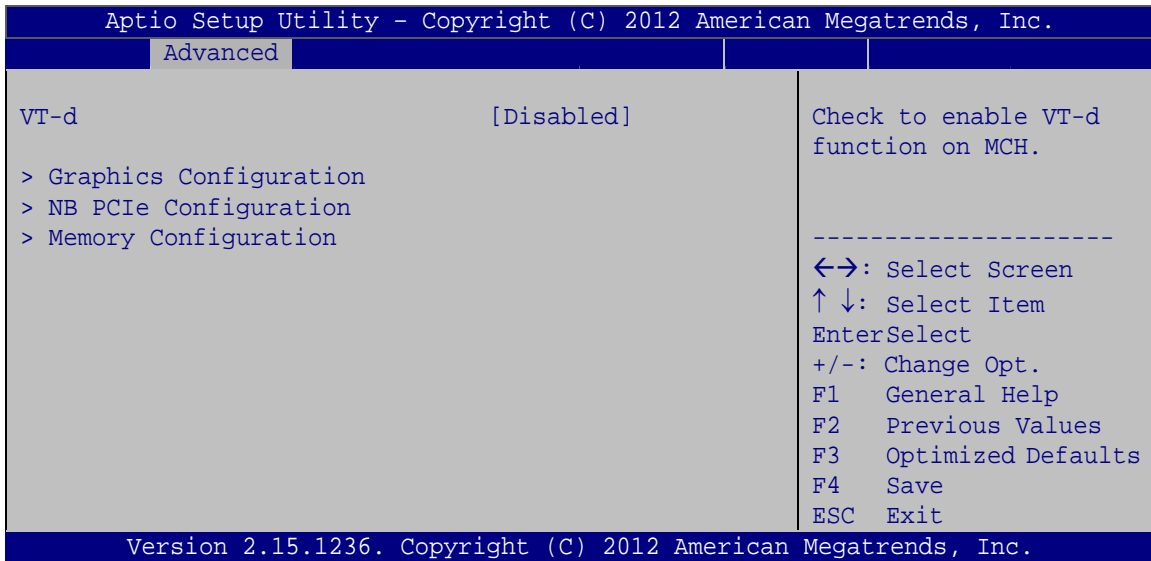 Aptio Setup Utility – Copyright (C) 2012 American Megatrends, Inc.
Advanced
VT-d [Disabled]
> Graphics Configuration
> NB PCIe Configuration
> Memory Configuration
Check to enable VT-d
function on MCH.
---------------------
←→: Select Screen
↑ ↓: Select Item
EnterSelect
+/-: Change Opt.
F1 General Help
F2 Previous Values
F3 Optimized Defaults
F4 Save
ESC Exit
Version 2.15.1236. Copyright (C) 2012 American Megatrends, Inc.